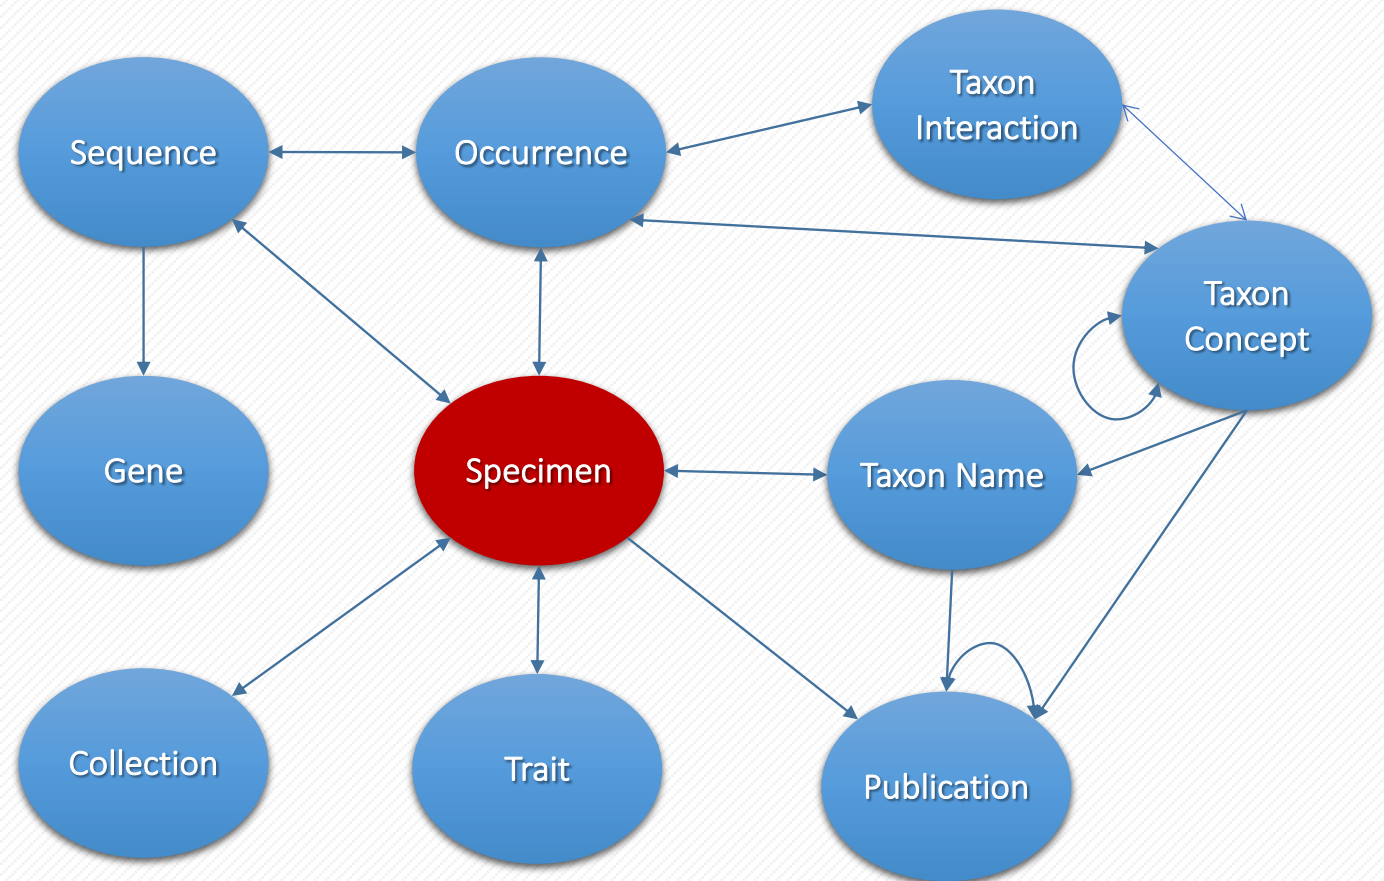 Taxon
Interaction
Sequence
Occurrence
Taxon
Concept
Gene
Specimen
Taxon Name
Collection
Trait
Publication